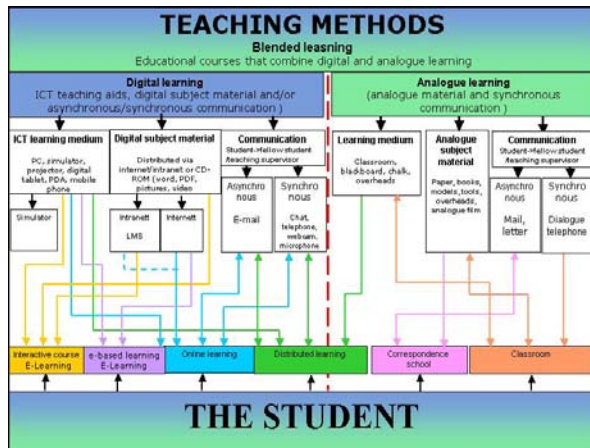 TEACHING METHODS
Blended leasning
Educational courses that combine digital and analogue learning
Digital learning
ICT teaching aids, digital subject material and/or
asynchronous/synchronous communication )
Analogue learning
(analogue material and synchronous
communication )
ICT learning medium
PC, simulator,
projector, digital
tablet, PDA, mobile
phone
Digital subject material
Distributed via
internet/intranet or CD-
ROM (word, PDF,
pictures, video
Communication
Student-Mellow student
/teaching supervisor
Learning medium
Classroom,
blackboard, chalk,
overheads
Analogue
subject
material
Paper, books,
models, tools,
overheads,
analogue film
Communication
Student-Mellow student
/teaching supervisor
Simulator
Intranett
LMS
Internett
Asynchro
nous
E-mail
Synchro
nous
Chat,
telephone,
webcam,
microphone
Asynchro
nous
Mail,
letter
Synchro
nous
Dialogue
telephone
Interactive course
E-Learning
e-based learning
E-Learning
Online learning
Distributed learning
Correspondence
school
Classroom
THE STUDENT